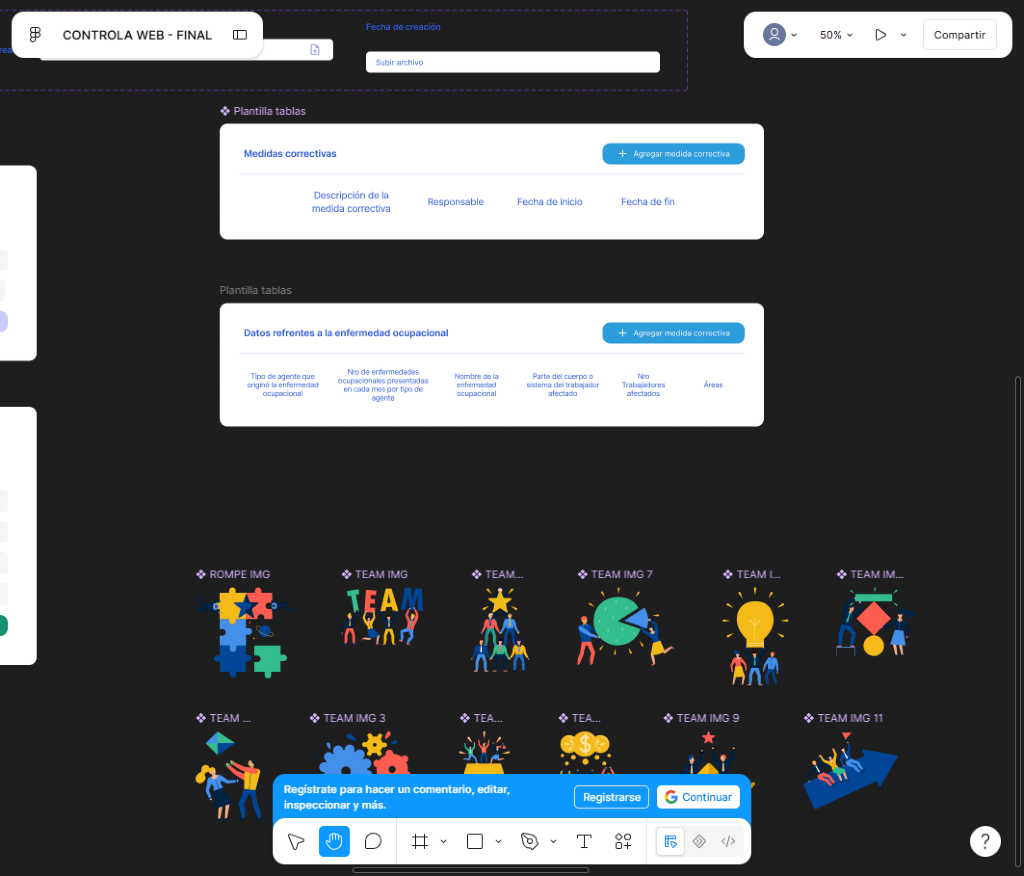 CONTROLA WEB - FINAL
Fecha de creación
Subir archivo
50%
Compartir
Plantilla tablas
Medidas correctivas
Agregar medida correctiva
Descripción de la
medida correctiva
Responsable
Fecha de inicio
Fecha de fin
Plantilla tablas
Datos refrentes a la enfermedad ocupacional
Agregar medida correctiva
Tipo de agente que
originó la enfermedad
ocupacional
Nro de enfermedades
ocupacionales presentadas
en cada mes por tipo de
agente
Nombre de la
enfermedad
ocupacional
Parte del cuerpo o
sistema del trabajador
afectado
Nro
Trabajadores
afectados
Áreas
ROMPE IMG
TEAM IMG
TEAM...
TEAM IMG 7
TEAM I...
TEAM IM...
TEAM
TEAM ...
TEAM IMG 3
TEA...
TEA...
TEAM IMG 9
TEAM IMG 11
$
Regístrate para hacer un comentario, editar,
inspeccionar y más.
Registrarse
Continuar
?